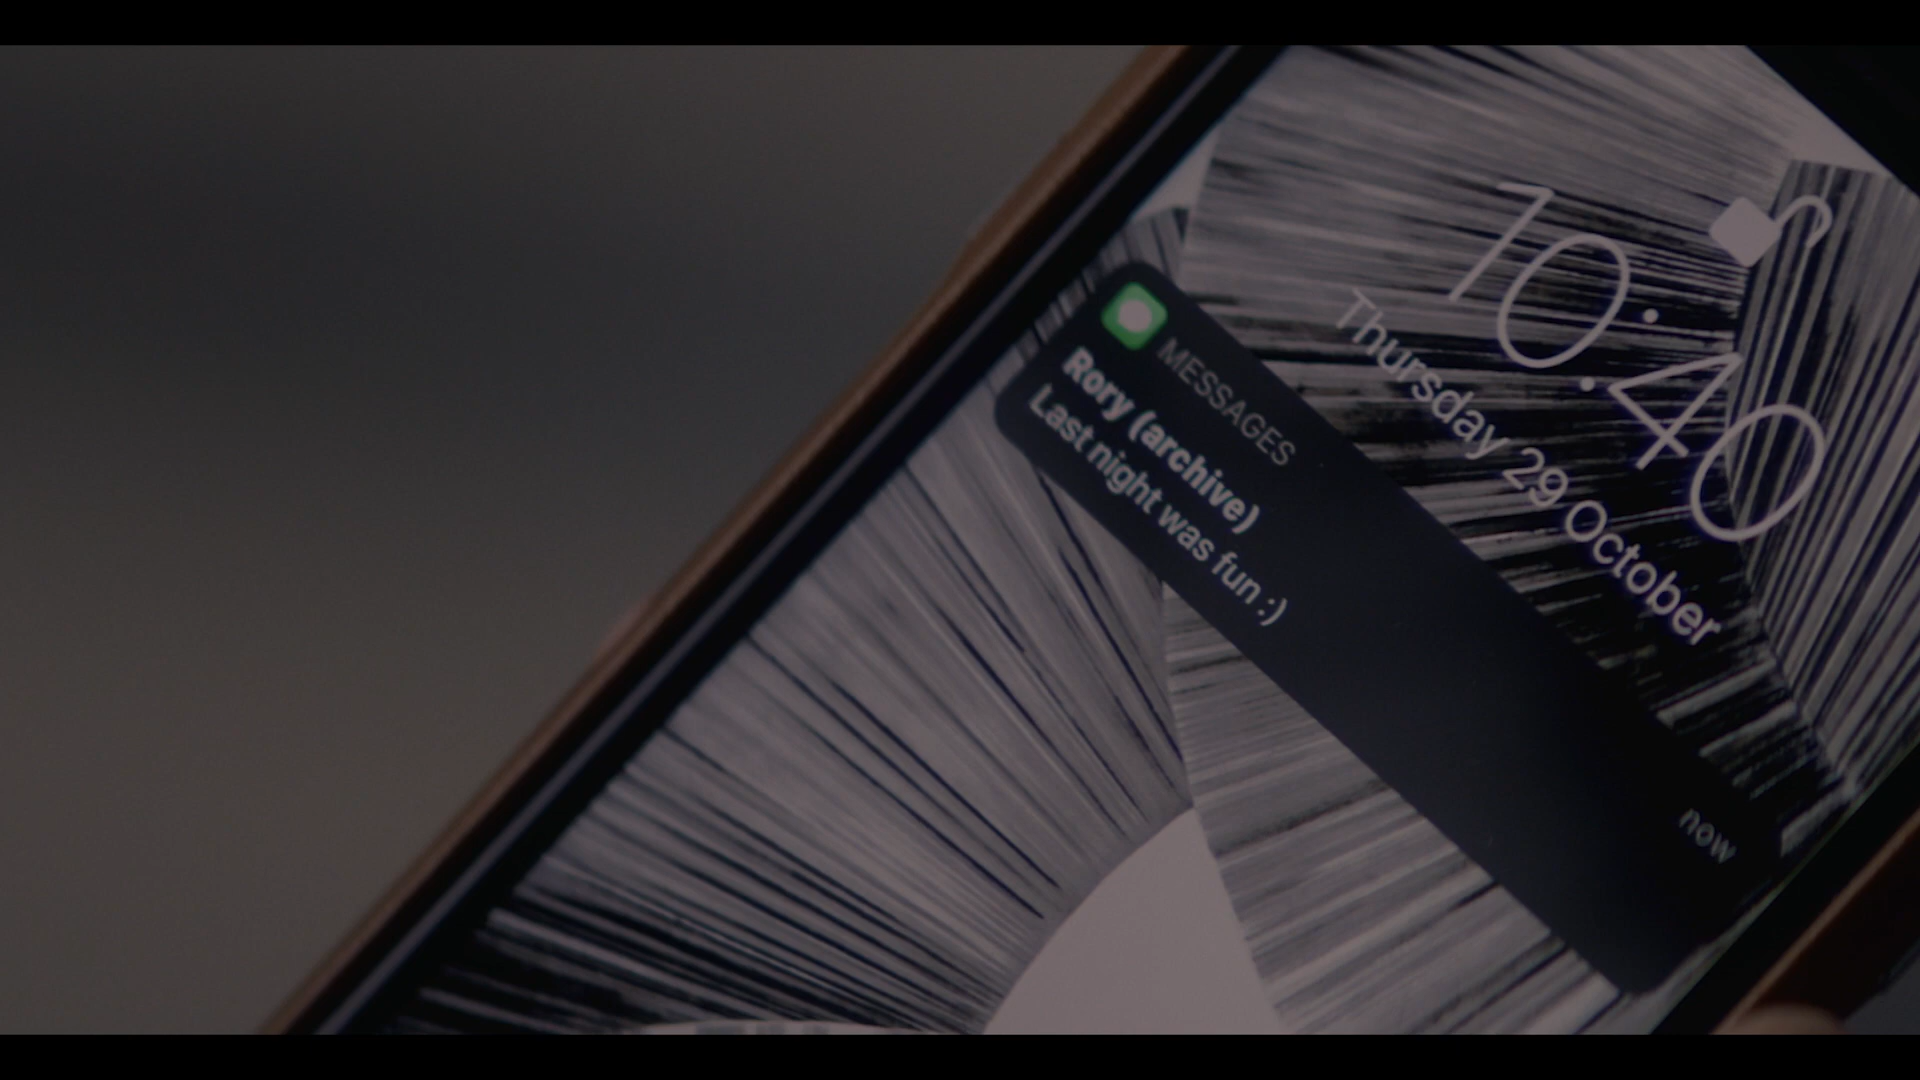 10:40
Thursday 29 October
MESSAGES
now
Rory (archive)
Last night was fun :)